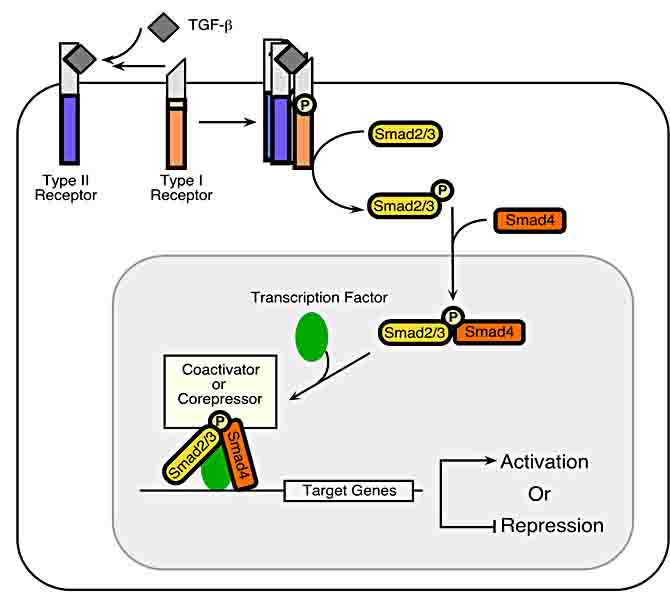 TGF-β
P
Smad2/3
Type II
Receptor
Type I
Receptor
P
Smad2/3
Smad4
Transcription Factor
P
Smad2/3
Smad4
Coactivator
or
Corepressor
P
Smad2/3
Smad4
Target Genes
Activation
Or
Repression